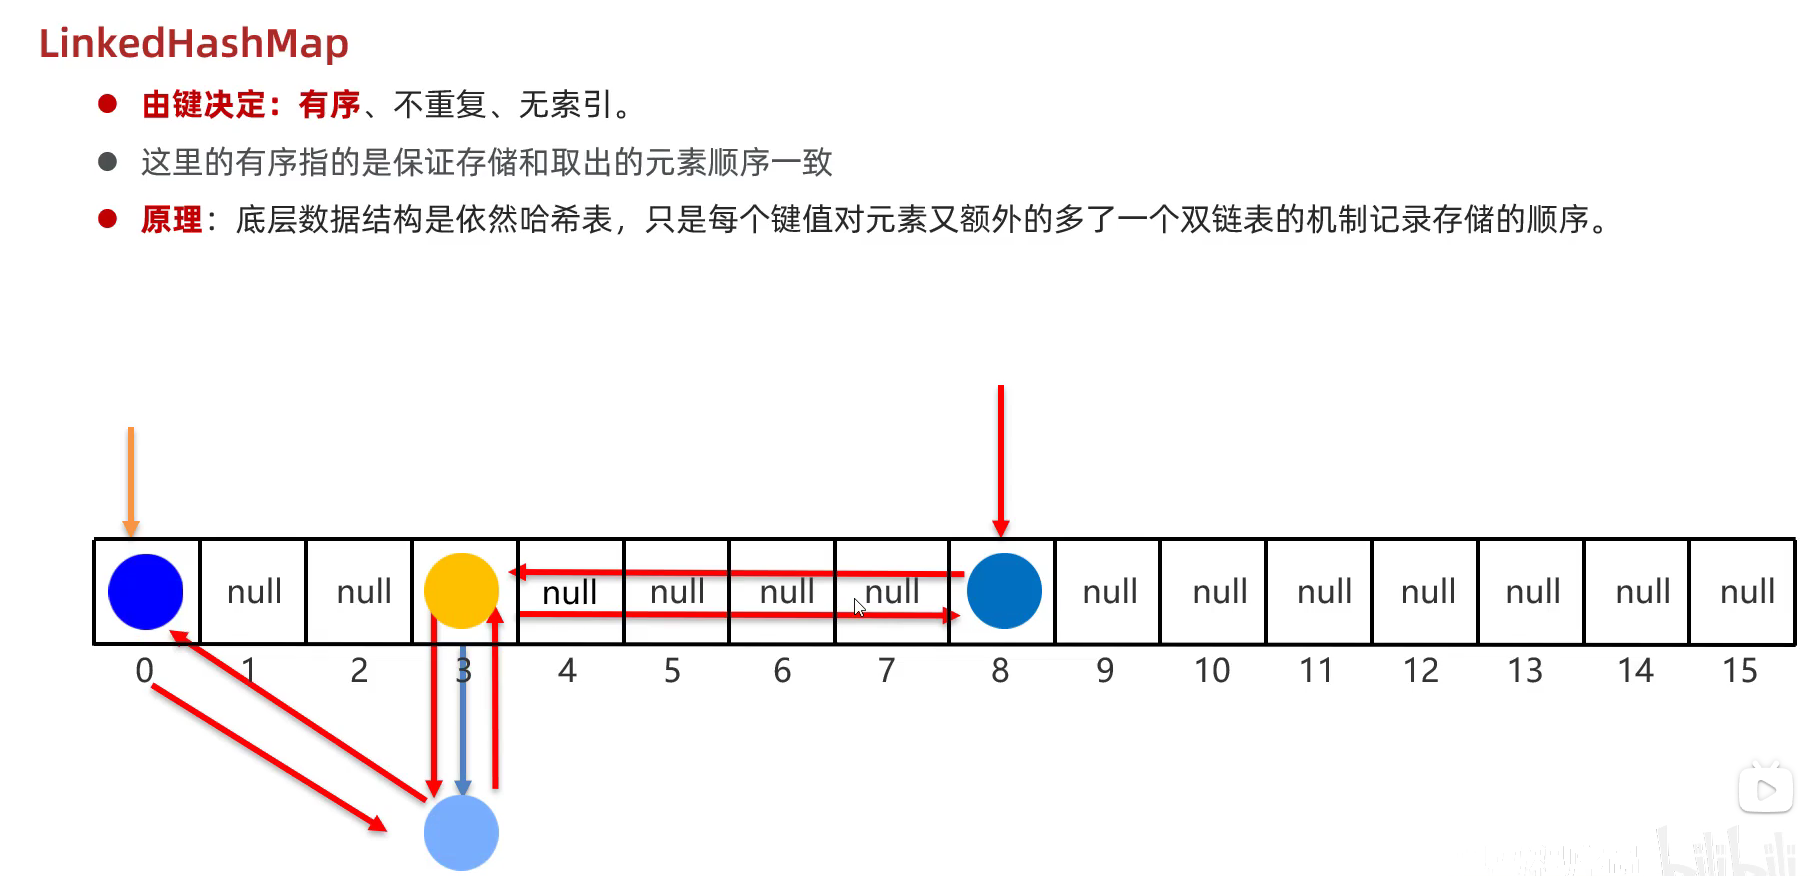 LinkedHashMap
由键决定：有序、不重复、无索引。
这里的有序指的是保证存储和取出的元素顺序一致
原理：底层数据结构是依然哈希表，只是每个键值对元素又额外的多了一个双链表的机制记录存储的顺序。
null null null null null null null null null null null null null
0 1 2 3 4 5 6 7 8 9 10 11 12 13 14 15
bilibili